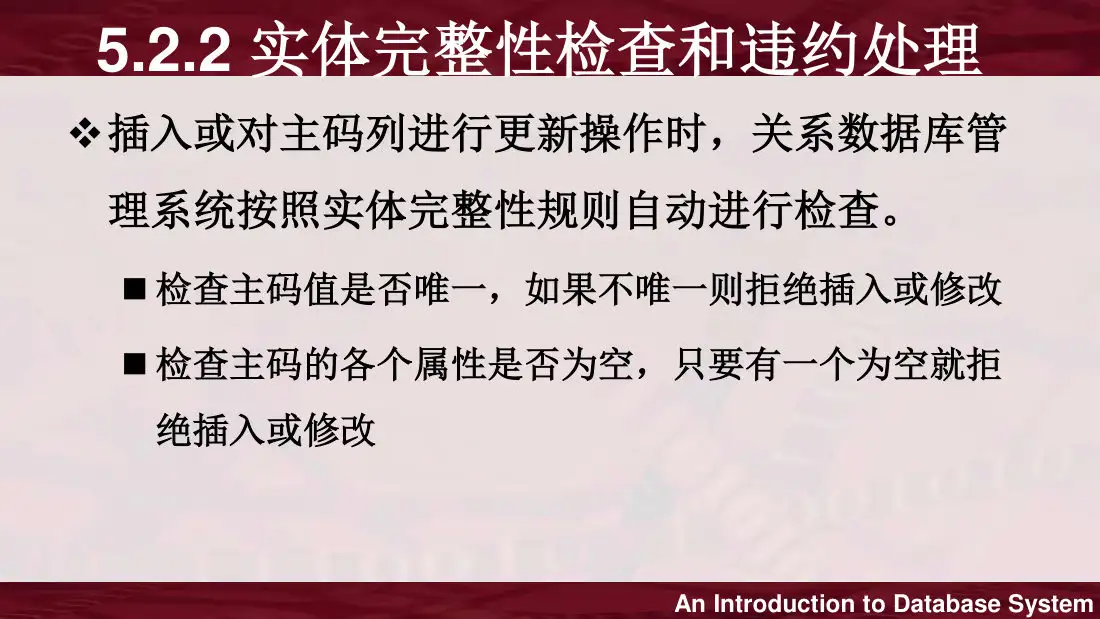 5.2.2 实体完整性检查和违约处理
❖插入或对主码列进行更新操作时，关系数据库管
理系统按照实体完整性规则自动进行检查。
■ 检查主码值是否唯一，如果不唯一则拒绝插入或修改
■ 检查主码的各个属性是否为空，只要有一个为空就拒
绝插入或修改
An Introduction to Database System